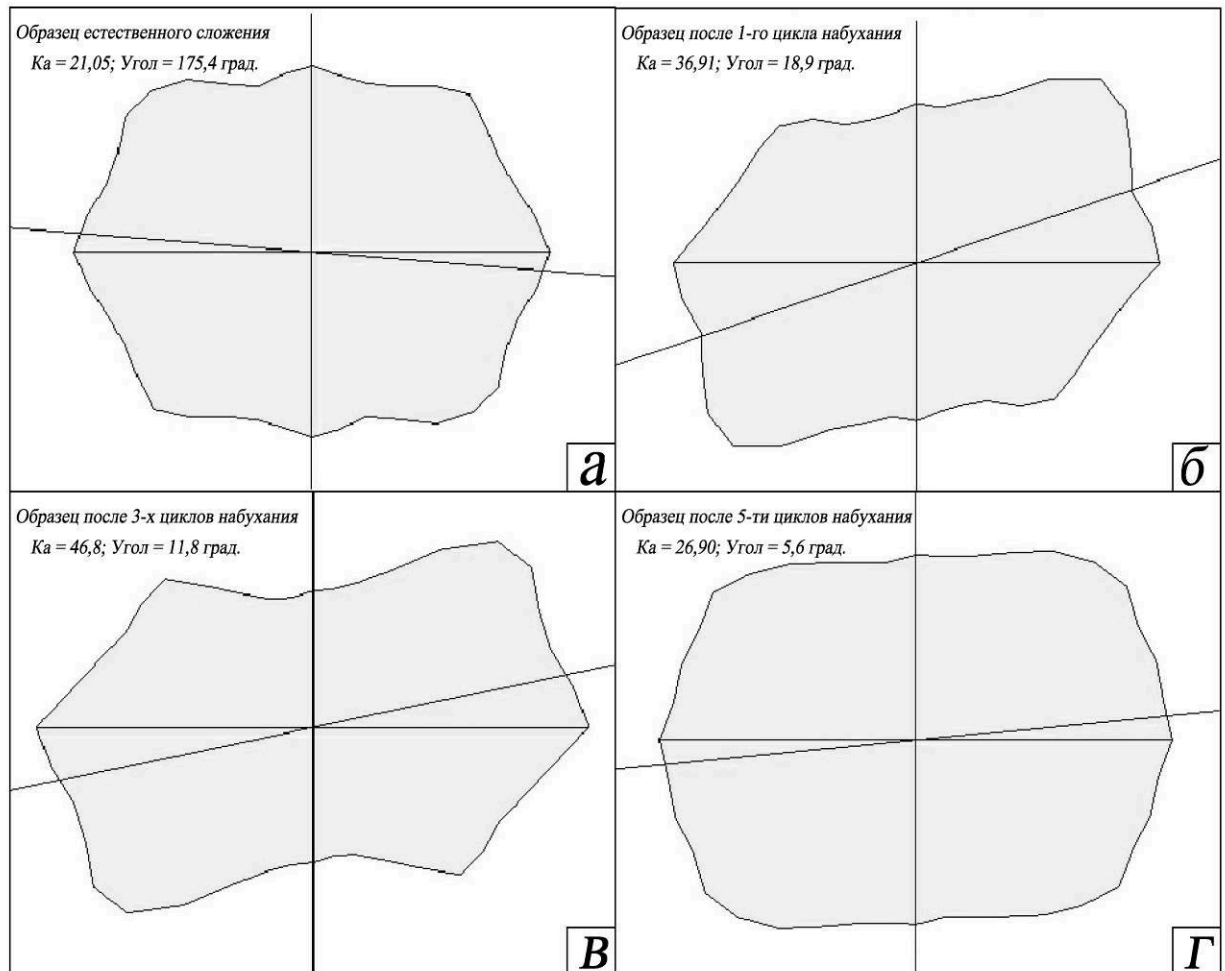 Образец естественного сложения
Ка = 21,05; Угол = 175,4 град.
а
Образец после 1-го цикла набухания
Ка = 36,91; Угол = 18,9 град.
б
Образец после 3-х циклов набухания
Ка = 46,8; Угол = 11,8 град.
в
Образец после 5-ти циклов набухания
Ка = 26,90; Угол = 5,6 град.
г